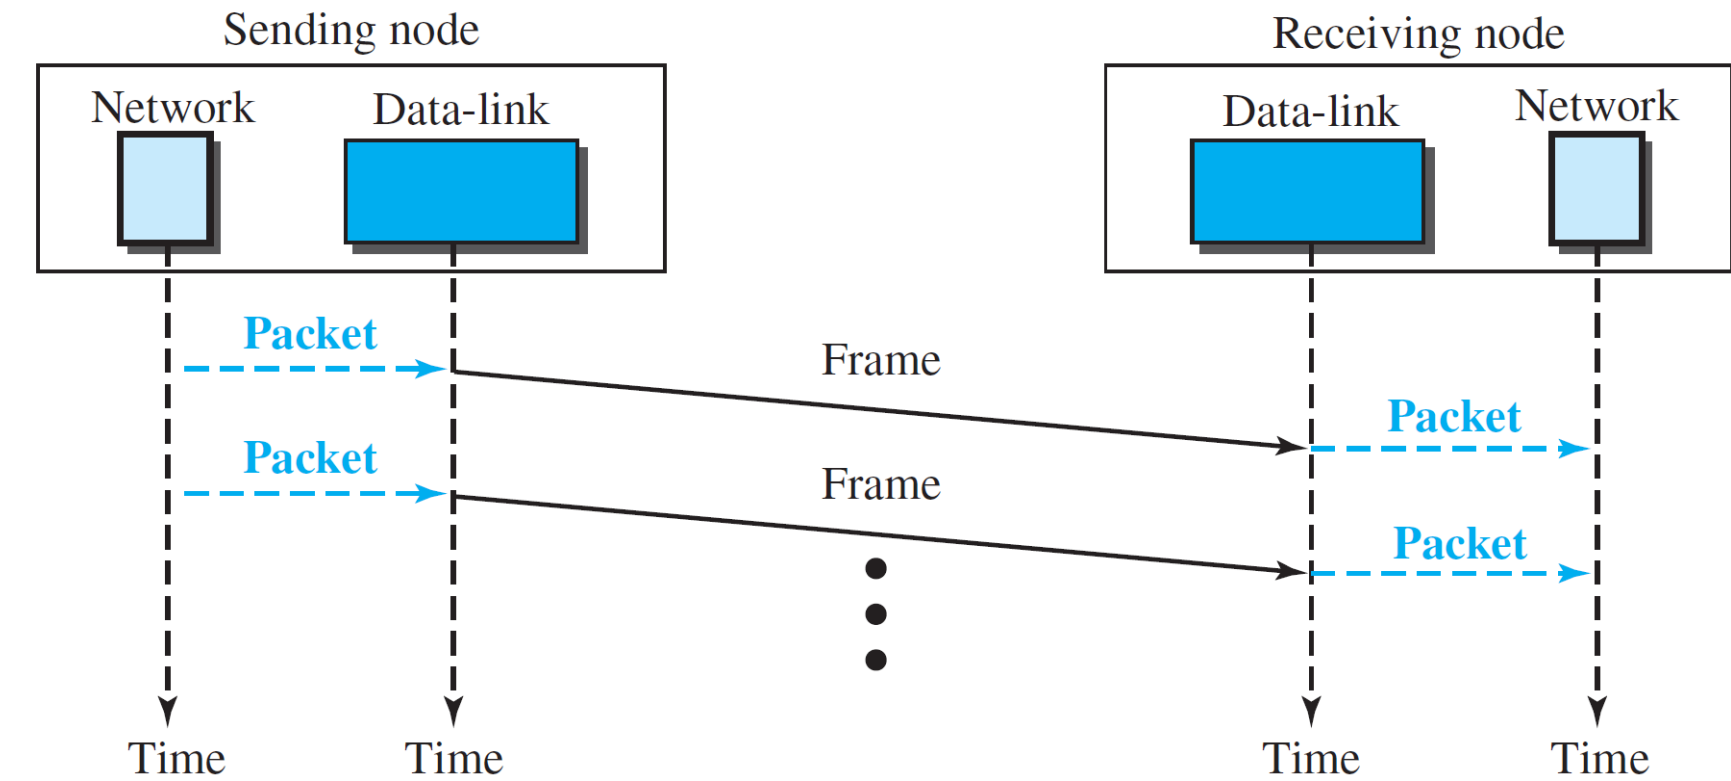 Sending node
Receiving node
Network
Data-link
Data-link
Network
Packet
Frame
Packet
Packet
Frame
Packet
Time
Time
Time
Time